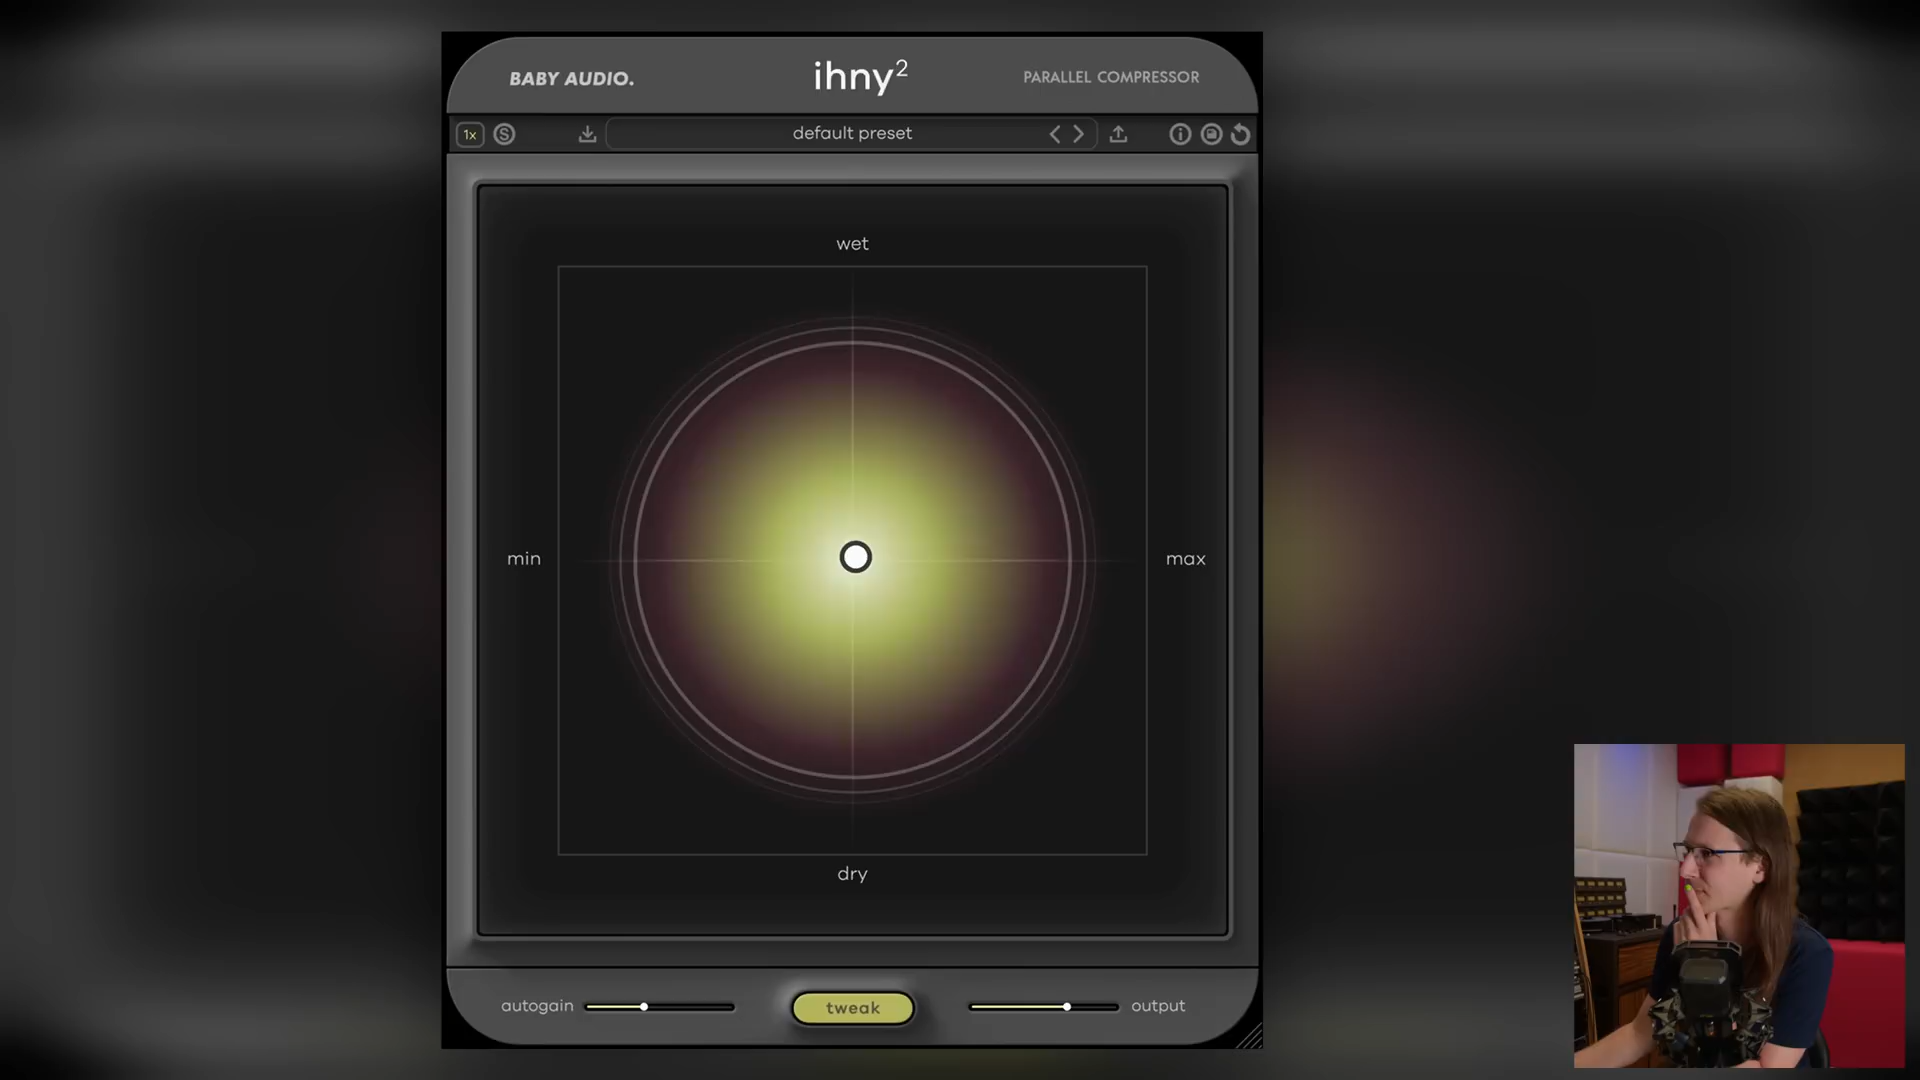 BABY AUDIO.
ihny²
PARALLEL COMPRESSOR
1x
S
default preset
wet
min
max
dry
autogain
tweak
output